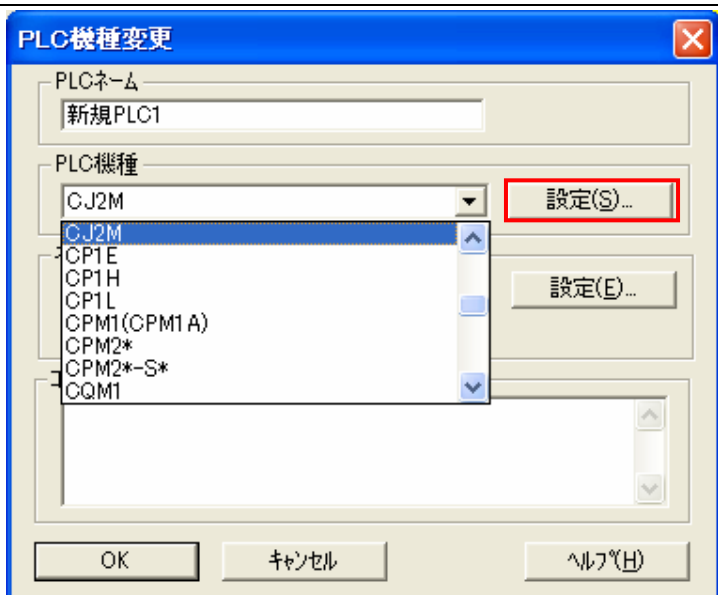 PLC機種変更
PLCネーム
新規PLC1
PLC機種
CJ2M
設定(S)...
CJ2M
CP1E
CP1H
CP1L
CPM1(CPM1A)
CPM2*
CPM2*-S*
CQM1
設定(E)...
OK
キャンセル
ヘルプ(H)